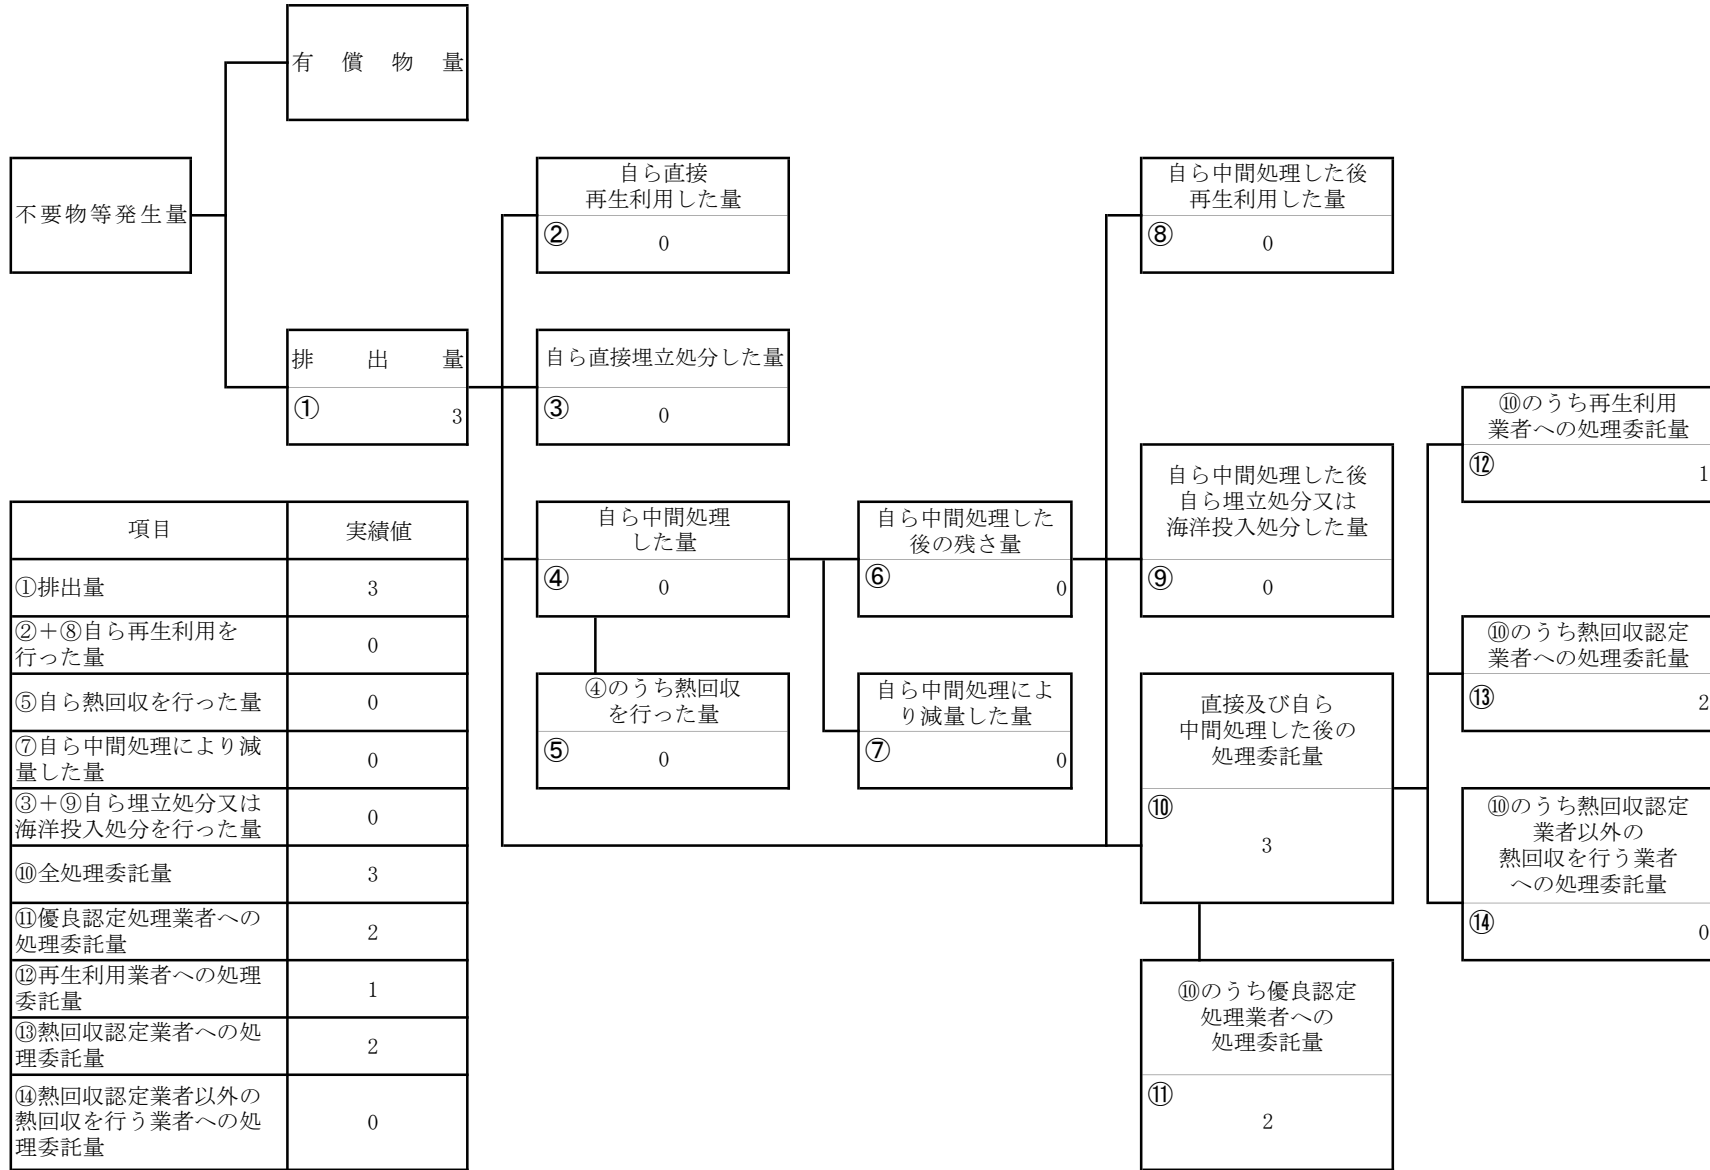 有償物量
不要物等発生量
自ら直接
再生利用した量
②
0
自ら中間処理した後
再生利用した量
⑧
0
排出量
①
3
自ら直接埋立処分した量
③
0
⑩のうち再生利用
業者への処理委託量
⑫
1
自ら中間処理した後
自ら埋立処分又は
海洋投入処分した量
⑨
0
自ら中間処理
した量
④
0
自ら中間処理した
後の残さ量
⑥
0
⑩のうち熱回収認定
業者への処理委託量
⑬
2
④のうち熱回収
を行った量
⑤
0
自ら中間処理によ
り減量した量
⑦
0
直接及び自ら
中間処理した後の
処理委託量
⑩
3
⑩のうち熱回収認定
業者以外の
熱回収を行う業者
への処理委託量
⑭
0
⑩のうち優良認定
処理業者への
処理委託量
⑪
2
項目 実績値
①排出量 3
②+⑧自ら再生利用を
行った量 0
⑤自ら熱回収を行った量 0
⑦自ら中間処理により減
量した量 0
③+⑨自ら埋立処分又は
海洋投入処分を行った量 0
⑩全処理委託量 3
⑪優良認定処理業者への
処理委託量 2
⑫再生利用業者への処理
委託量 1
⑬熱回収認定業者への処
理委託量 2
⑭熱回収認定業者以外の
熱回収を行う業者への処
理委託量 0